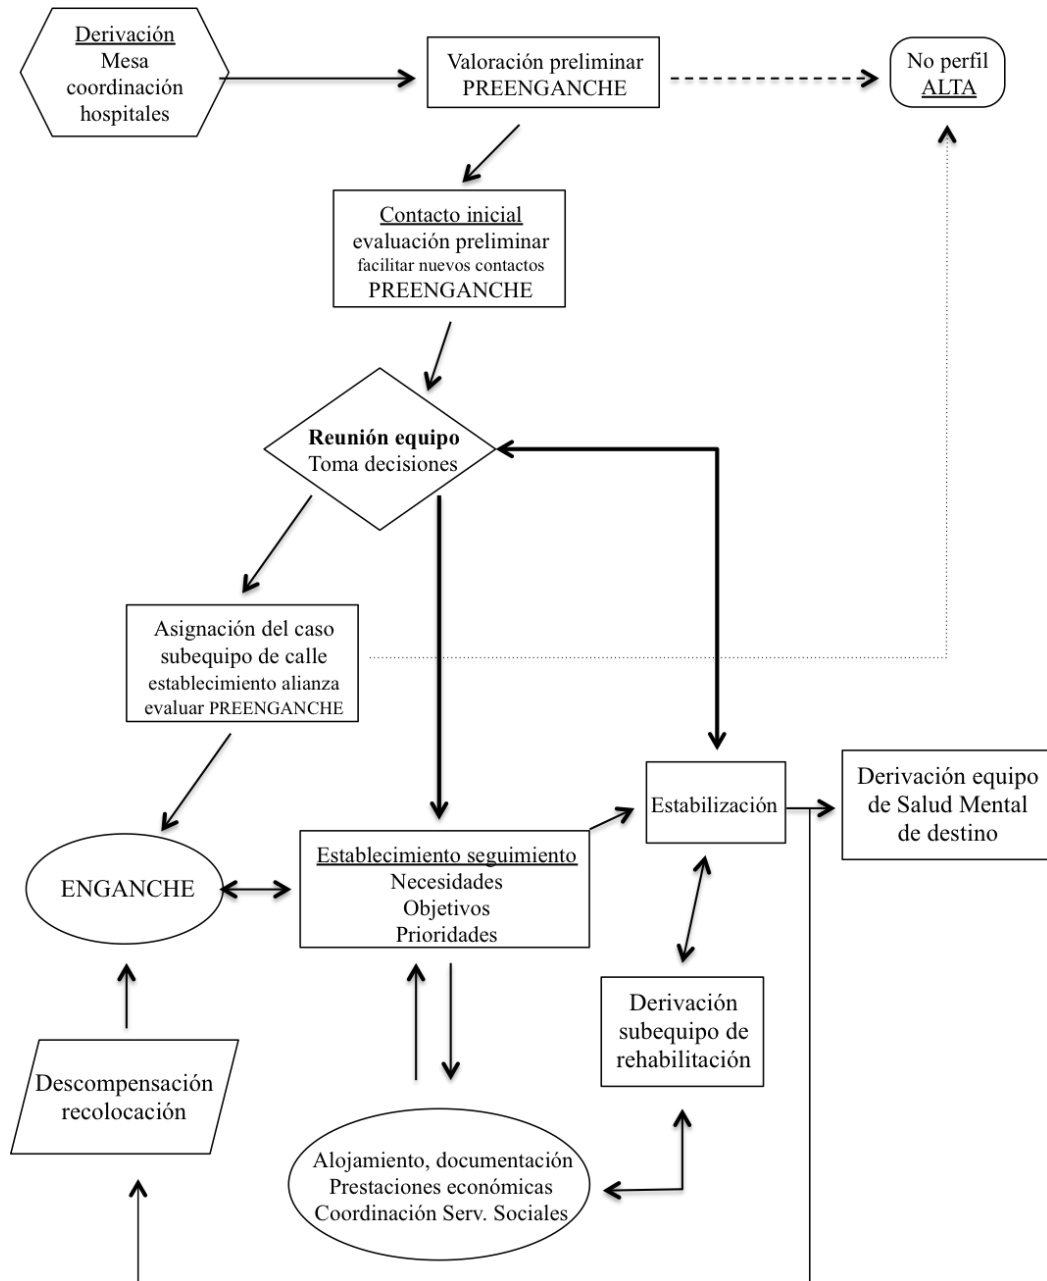 Derivación
Mesa
coordinación
hospitales
Valoración preliminar
PREENGANCHE
No perfil
ALTA
Contacto inicial
evaluación preliminar
facilitar nuevos contactos
PREENGANCHE
Reunión equipo
Toma decisiones
Asignación del caso
subequipo de calle
establecimiento alianza
evaluar PREENGANCHE
Estabilización
Derivación equipo
de Salud Mental
de destino
ENGANCHE
Establecimiento seguimiento
Necesidades
Objetivos
Prioridades
Derivación
subequipo de
rehabilitación
Descompensación
recolocación
Alojamiento, documentación
Prestaciones económicas
Coordinación Serv. Sociales